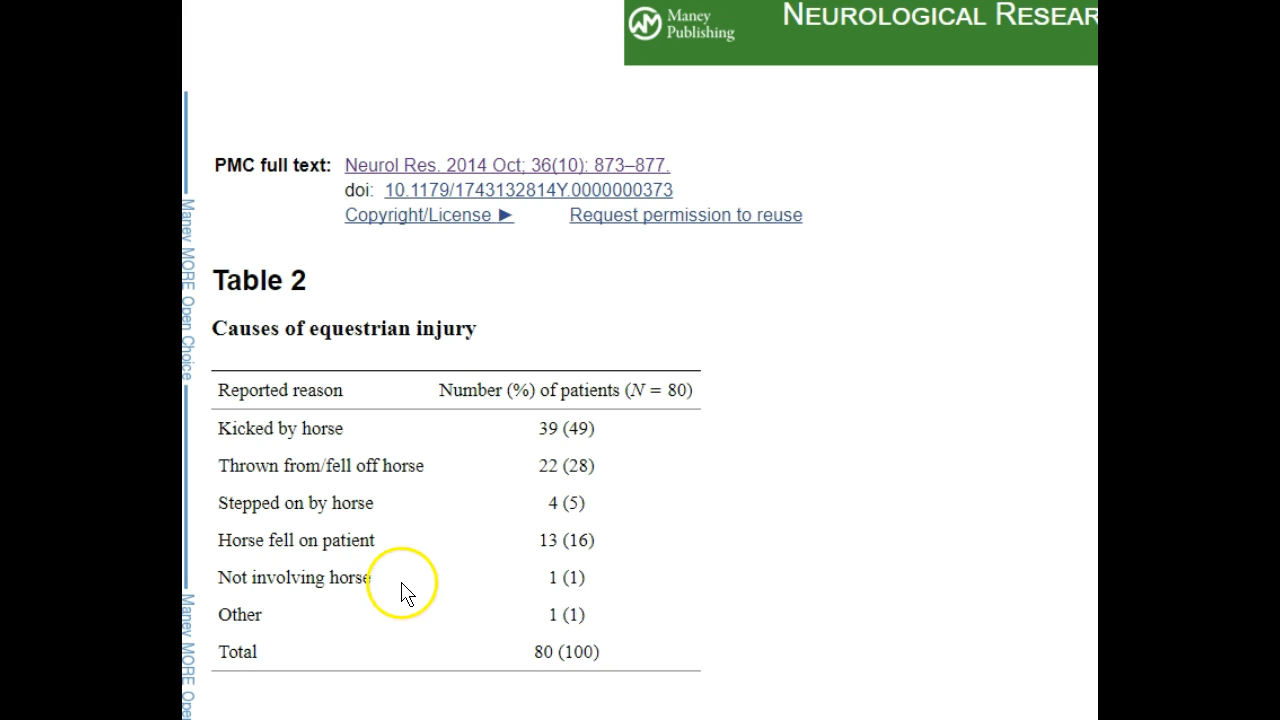 Maney
Publishing
NEUROLOGICAL RESEAR
PMC full text: Neurol Res. 2014 Oct; 36(10): 873–877.
doi: 10.1179/1743132814Y.0000000373
Copyright/License ► Request permission to reuse
Maney MORE Open Choice
Maney MORE Oper
Table 2
Causes of equestrian injury
Reported reason Number (%) of patients (N = 80)
Kicked by horse 39 (49)
Thrown from/fell off horse 22 (28)
Stepped on by horse 4 (5)
Horse fell on patient 13 (16)
Not involving horse 1 (1)
Other 1 (1)
Total 80 (100)